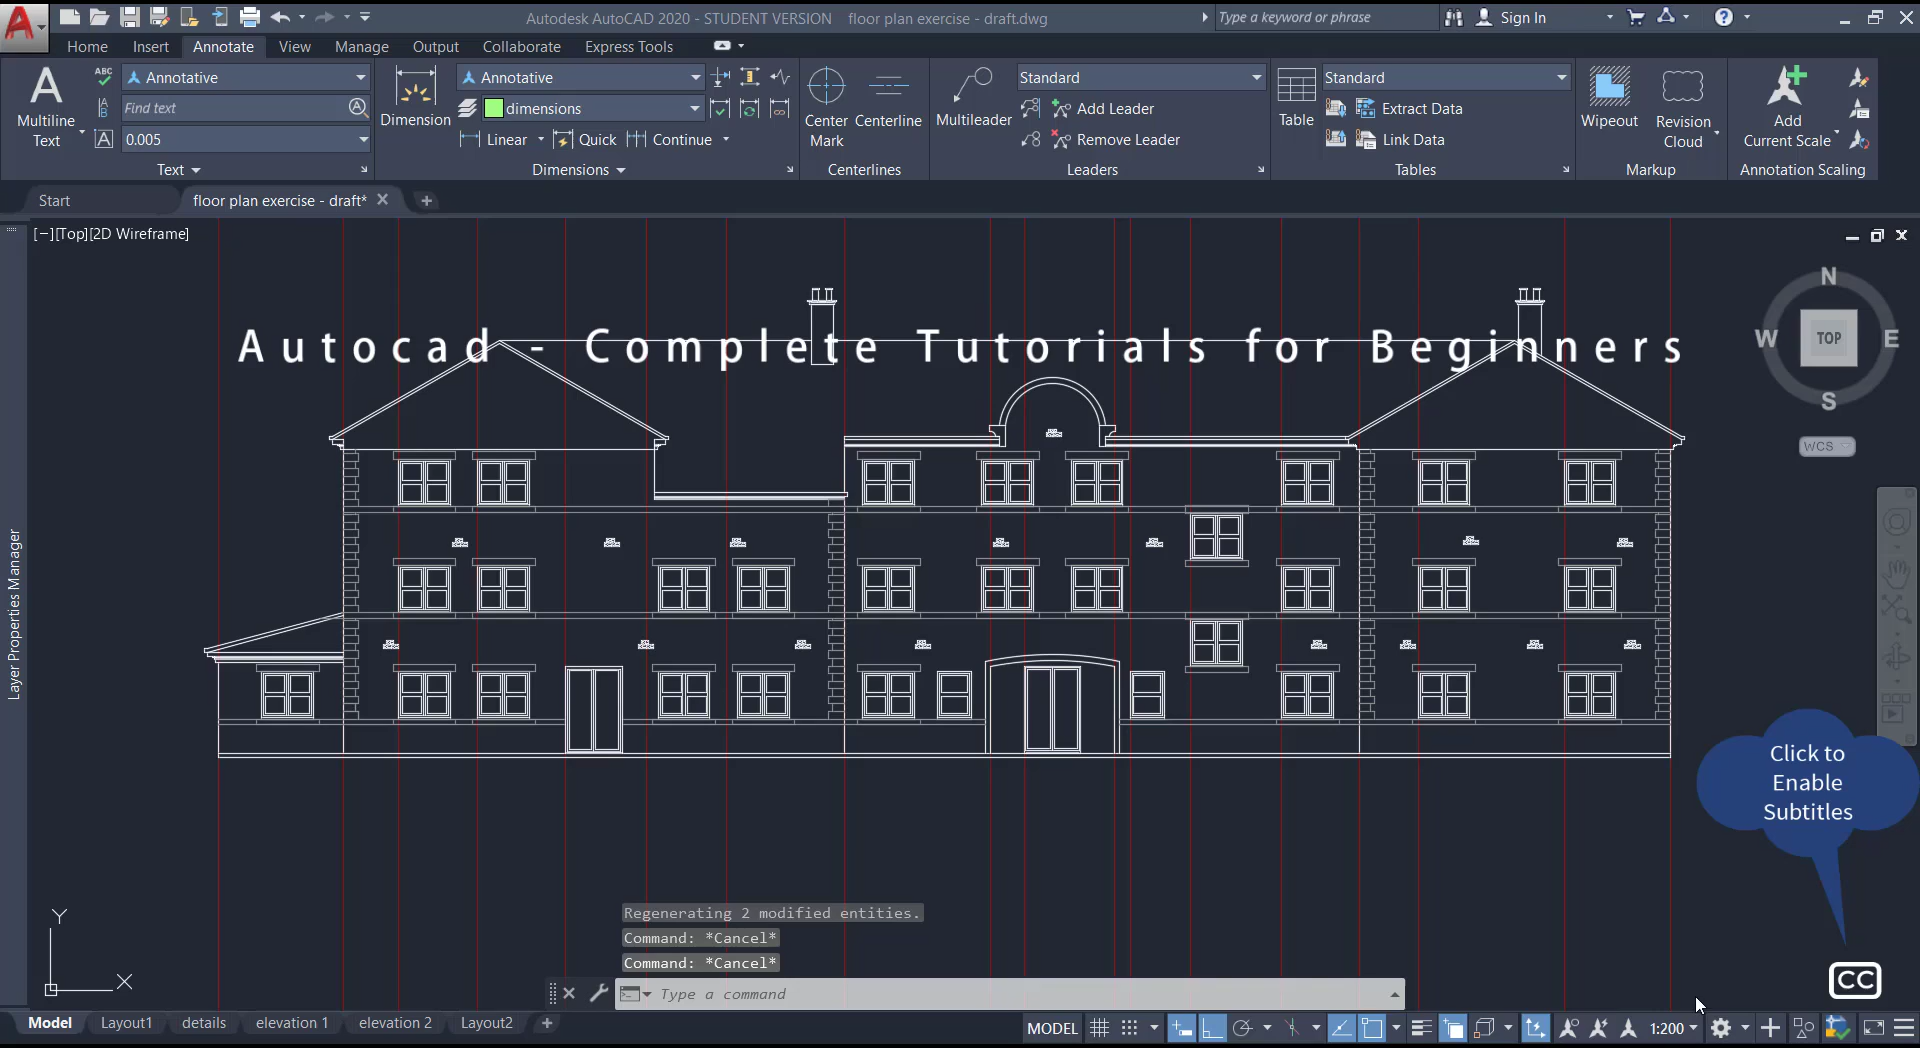 Autodesk AutoCAD 2020 - STUDENT VERSION floor plan exercise - draft.dwg
Type a keyword or phrase
Sign In
Home Insert Annotate View Manage Output Collaborate Express Tools
Multiline Text
ABC
Annotative
Find text
0.005
Text
Dimension
Annotative
dimensions
Linear Quick Continue
Dimensions
Center Mark
Centerline
Centerlines
Multileader
Standard
Add Leader
Remove Leader
Leaders
Table
Standard
Extract Data
Link Data
Tables
Wipeout
Revision Cloud
Markup
Add Current Scale
Annotation Scaling
Start
floor plan exercise - draft*
[−][Top][2D Wireframe]
N
W TOP E
S
WCS
Autocad - Complete Tutorials for Beginners
Layer Properties Manager
Click to
Enable
Subtitles
CC
Y
X
Regenerating 2 modified entities.
Command: *Cancel*
Command: *Cancel*
Type a command
Model Layout1 details elevation 1 elevation 2 Layout2
MODEL
1:200